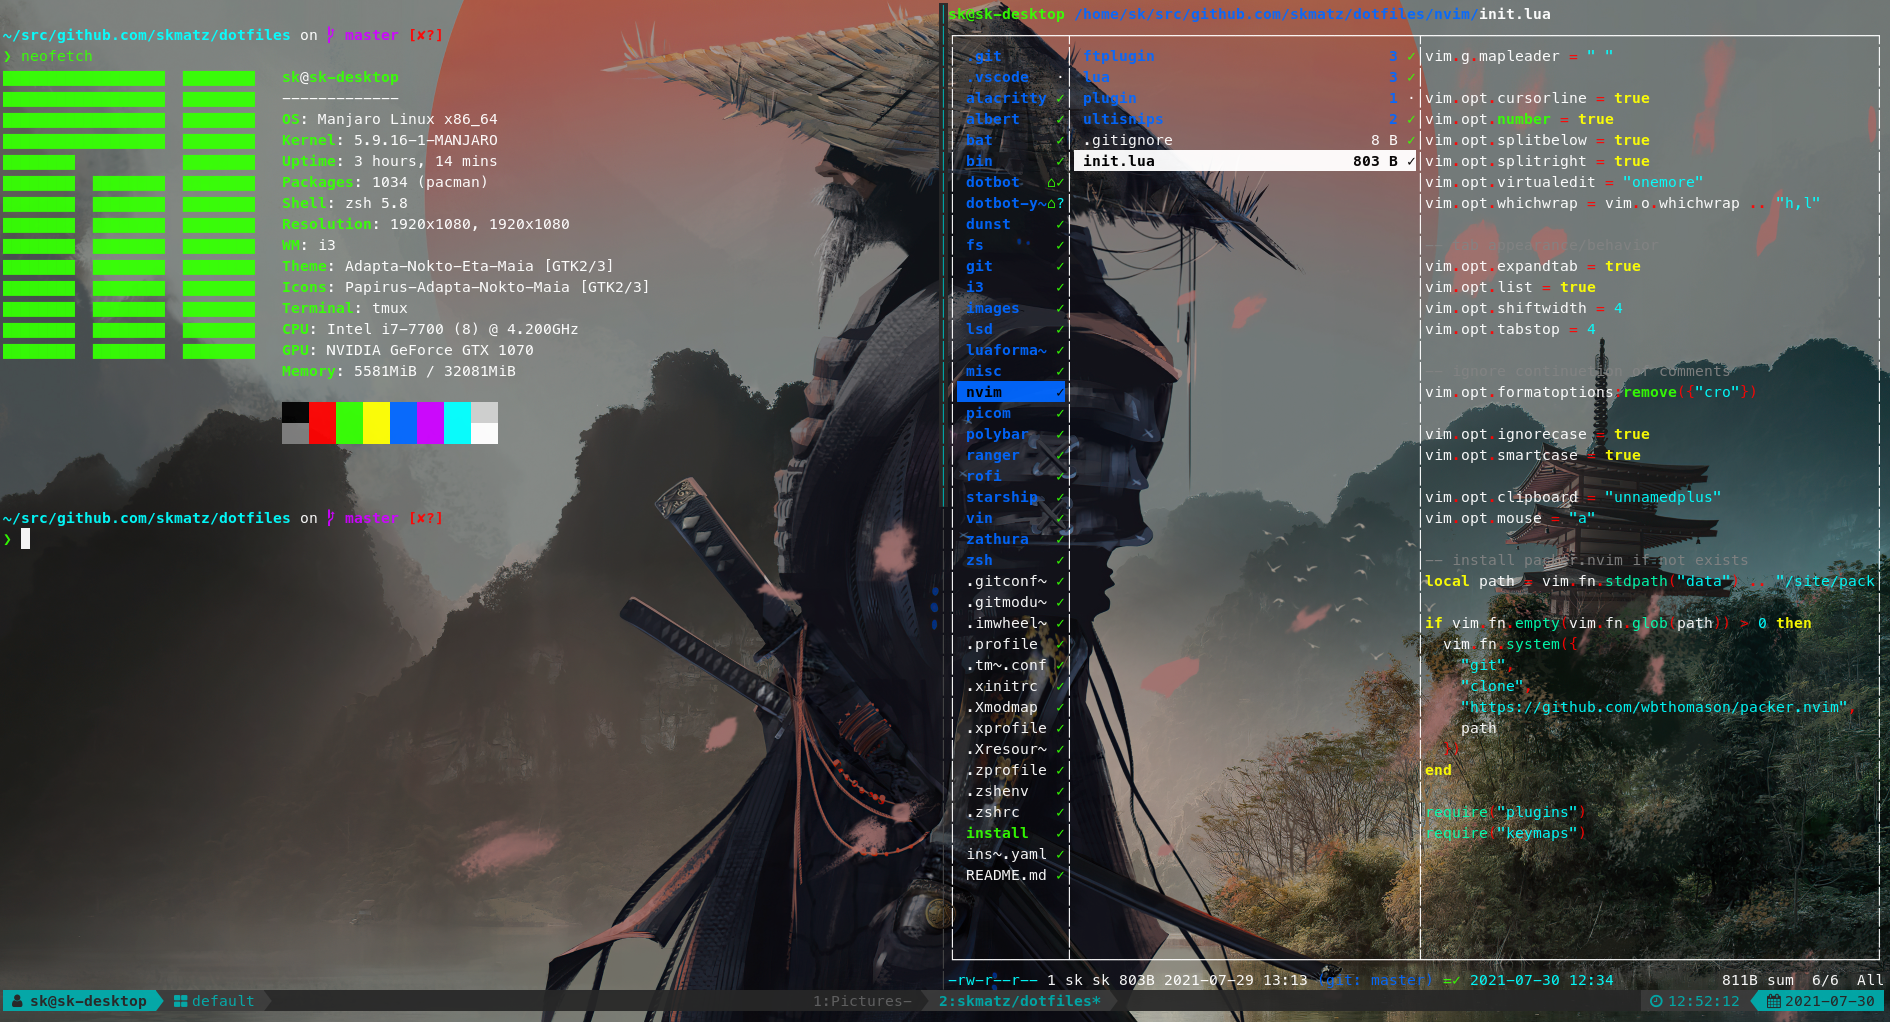 ~/src/github.com/skmatz/dotfiles on master [✘?]
❯ neofetch
sk@sk-desktop
-------------
OS: Manjaro Linux x86_64
Kernel: 5.9.16-1-MANJARO
Uptime: 3 hours, 14 mins
Packages: 1034 (pacman)
Shell: zsh 5.8
Resolution: 1920x1080, 1920x1080
WM: i3
Theme: Adapta-Nokto-Eta-Maia [GTK2/3]
Icons: Papirus-Adapta-Nokto-Maia [GTK2/3]
Terminal: tmux
CPU: Intel i7-7700 (8) @ 4.200GHz
GPU: NVIDIA GeForce GTX 1070
Memory: 5581MiB / 32081MiB
~/src/github.com/skmatz/dotfiles on master [✘?]
❯
sk@sk-desktop /home/sk/src/github.com/skmatz/dotfiles/nvim/init.lua
.git
.vscode ·
alacritty ✓
albert ✓
bat ✓
bin ✓
dotbot ⌂✓
dotbot-y~⌂?
dunst ✓
fs ✓
git ✓
i3 ✓
images ✓
lsd ✓
luaforma~ ✓
misc ✓
nvim ✓
picom ✓
polybar ✓
ranger ✓
rofi ✓
starship ✓
vin ✓
zathura ✓
zsh ✓
.gitconf~ ✓
.gitmodu~ ✓
.imwheel~ ✓
.profile ✓
.tm~.conf ✓
.xinitrc ✓
.Xmodmap ✓
.xprofile ✓
.Xresour~ ✓
.zprofile ✓
.zshenv ✓
.zshrc ✓
install ✓
ins~.yaml ✓
README.md ✓
ftplugin 3 ✓
lua 3 ✓
plugin 1 ·
ultisnips 2 ✓
.gitignore 8 B ✓
init.lua 803 B ✓
vim.g.mapleader = " "
vim.opt.cursorline = true
vim.opt.number = true
vim.opt.splitbelow = true
vim.opt.splitright = true
vim.opt.virtualedit = "onemore"
vim.opt.whichwrap = vim.o.whichwrap .. "h,l"
-- tab appearance/behavior
vim.opt.expandtab = true
vim.opt.list = true
vim.opt.shiftwidth = 4
vim.opt.tabstop = 4
-- ignore continuation of comments
vim.opt.formatoptions:remove({"cro"})
vim.opt.ignorecase = true
vim.opt.smartcase = true
vim.opt.clipboard = "unnamedplus"
vim.opt.mouse = "a"
-- install packer.nvim if not exists
local path = vim.fn.stdpath("data") .. "/site/pack
if vim.fn.empty(vim.fn.glob(path)) > 0 then
vim.fn.system({
"git",
"clone",
"https://github.com/wbthomason/packer.nvim",
path
})
end
require("plugins")
require("keymaps")
-rw-r--r-- 1 sk sk 803B 2021-07-29 13:13 (git: master) =✓ 2021-07-30 12:34 811B sum 6/6 All
sk@sk-desktop default 1:Pictures- 2:skmatz/dotfiles* 12:52:12 2021-07-30